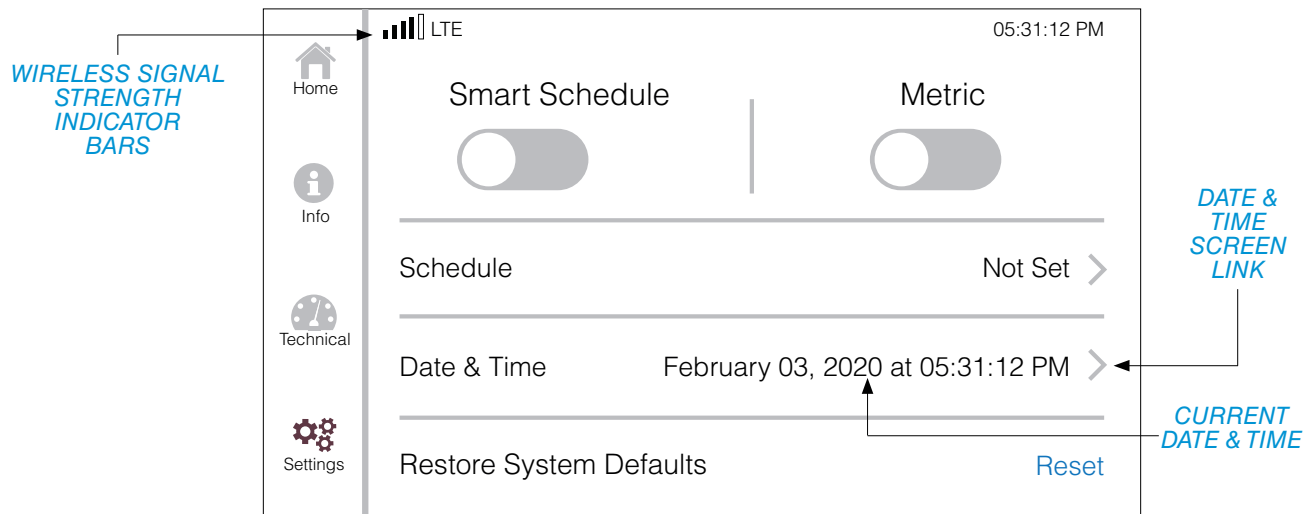 LTE
05:31:12 PM
WIRELESS SIGNAL
STRENGTH
INDICATOR
BARS
Home
Smart Schedule
Metric
Info
DATE &
TIME
SCREEN
LINK
Schedule
Not Set
Technical
Date & Time
February 03, 2020 at 05:31:12 PM
CURRENT
DATE & TIME
Settings
Restore System Defaults
Reset